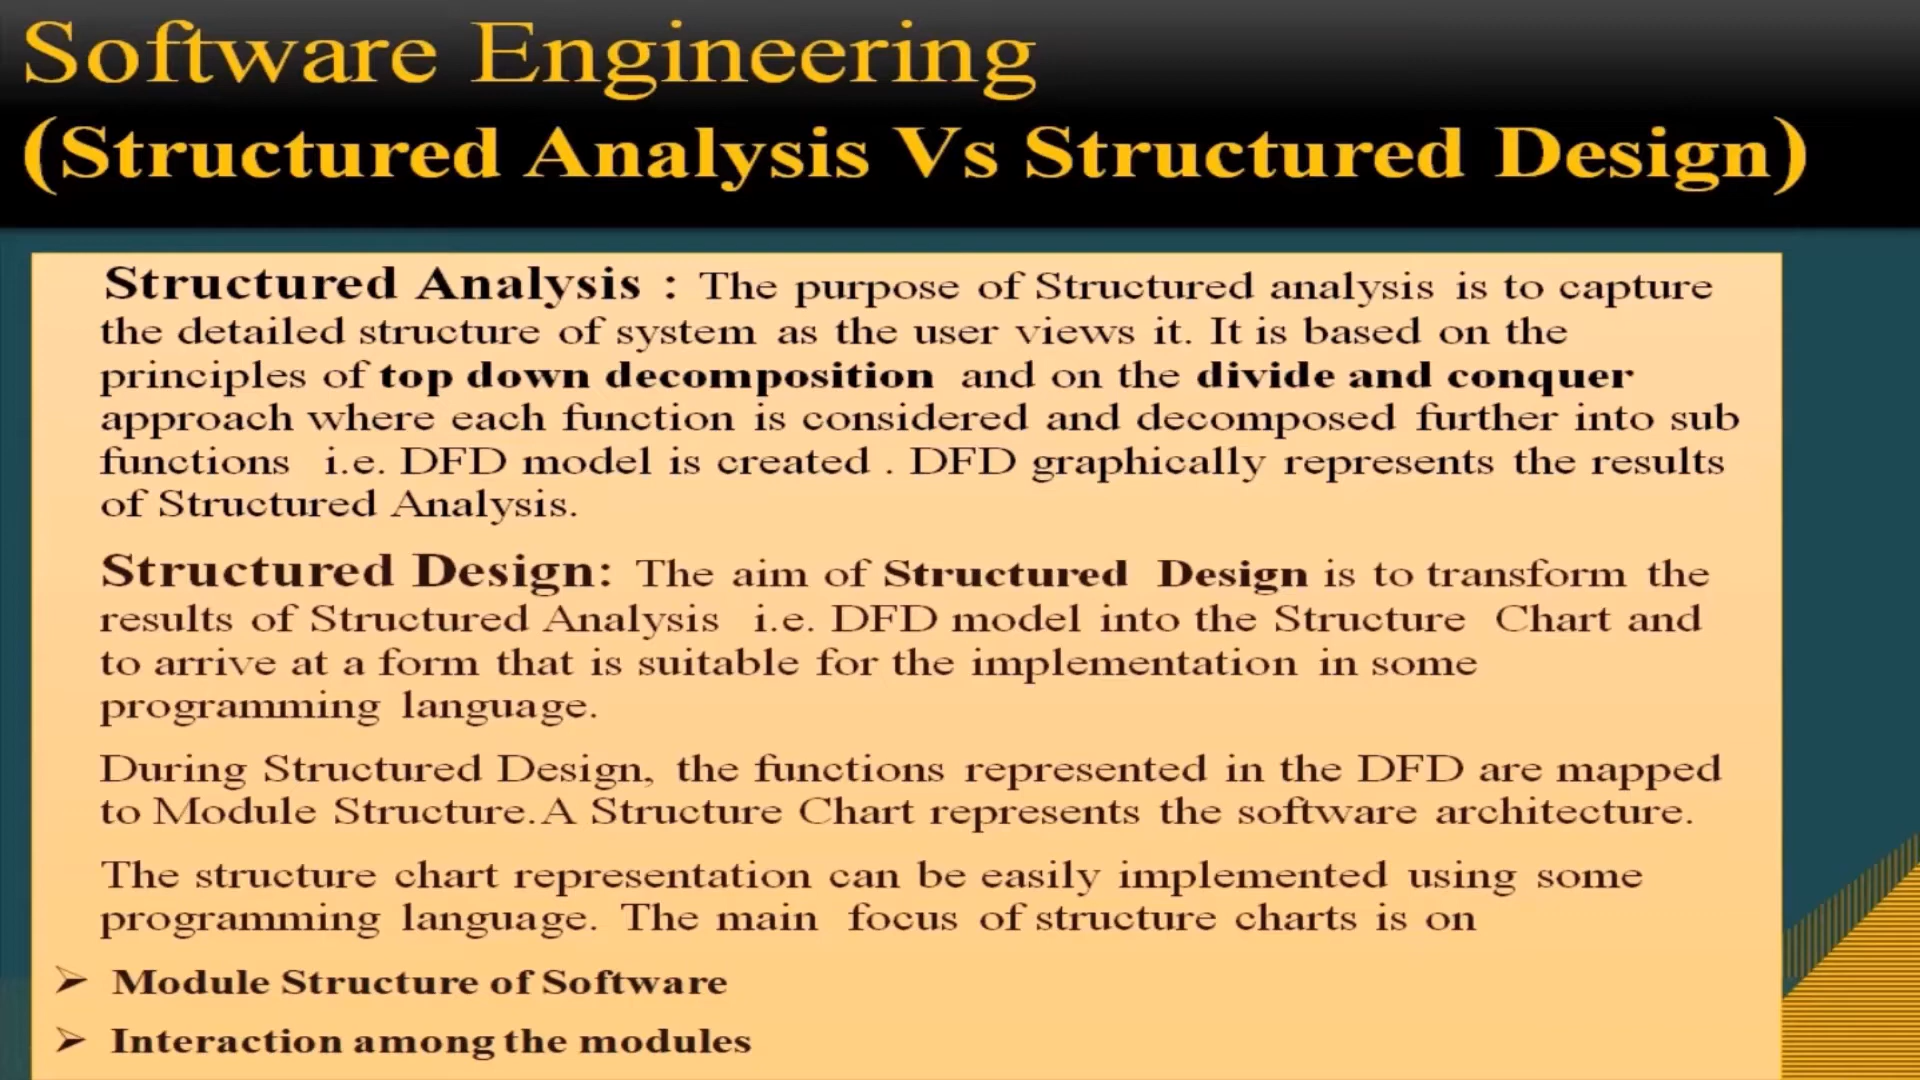 Software Engineering
(Structured Analysis Vs Structured Design)
Structured Analysis : The purpose of Structured analysis is to capture
the detailed structure of system as the user views it. It is based on the
principles of top down decomposition and on the divide and conquer
approach where each function is considered and decomposed further into sub
functions i.e. DFD model is created . DFD graphically represents the results
of Structured Analysis.
Structured Design: The aim of Structured Design is to transform the
results of Structured Analysis i.e. DFD model into the Structure Chart and
to arrive at a form that is suitable for the implementation in some
programming language.
During Structured Design, the functions represented in the DFD are mapped
to Module Structure. A Structure Chart represents the software architecture.
The structure chart representation can be easily implemented using some
programming language. The main focus of structure charts is on
➢ Module Structure of Software
➢ Interaction among the modules